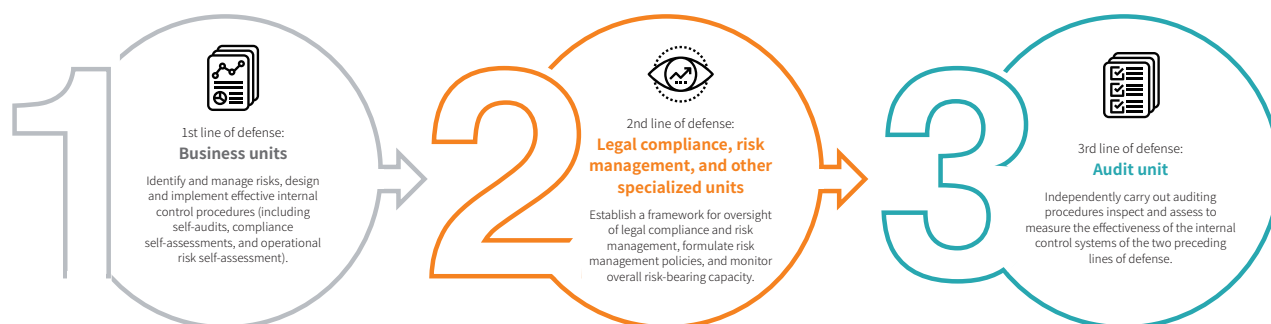 1
1st line of defense:
Business units
Identify and manage risks, design
and implement effective internal
control procedures (including
self-audits, compliance
self-assessments, and operational
risk self-assessment).
2
2nd line of defense:
Legal compliance, risk
management, and other
specialized units
Establish a framework for oversight
of legal compliance and risk
management, formulate risk
management policies, and monitor
overall risk-bearing capacity.
3
3rd line of defense:
Audit unit
Independently carry out auditing
procedures inspect and assess to
measure the effectiveness of the internal
control systems of the two preceding
lines of defense.